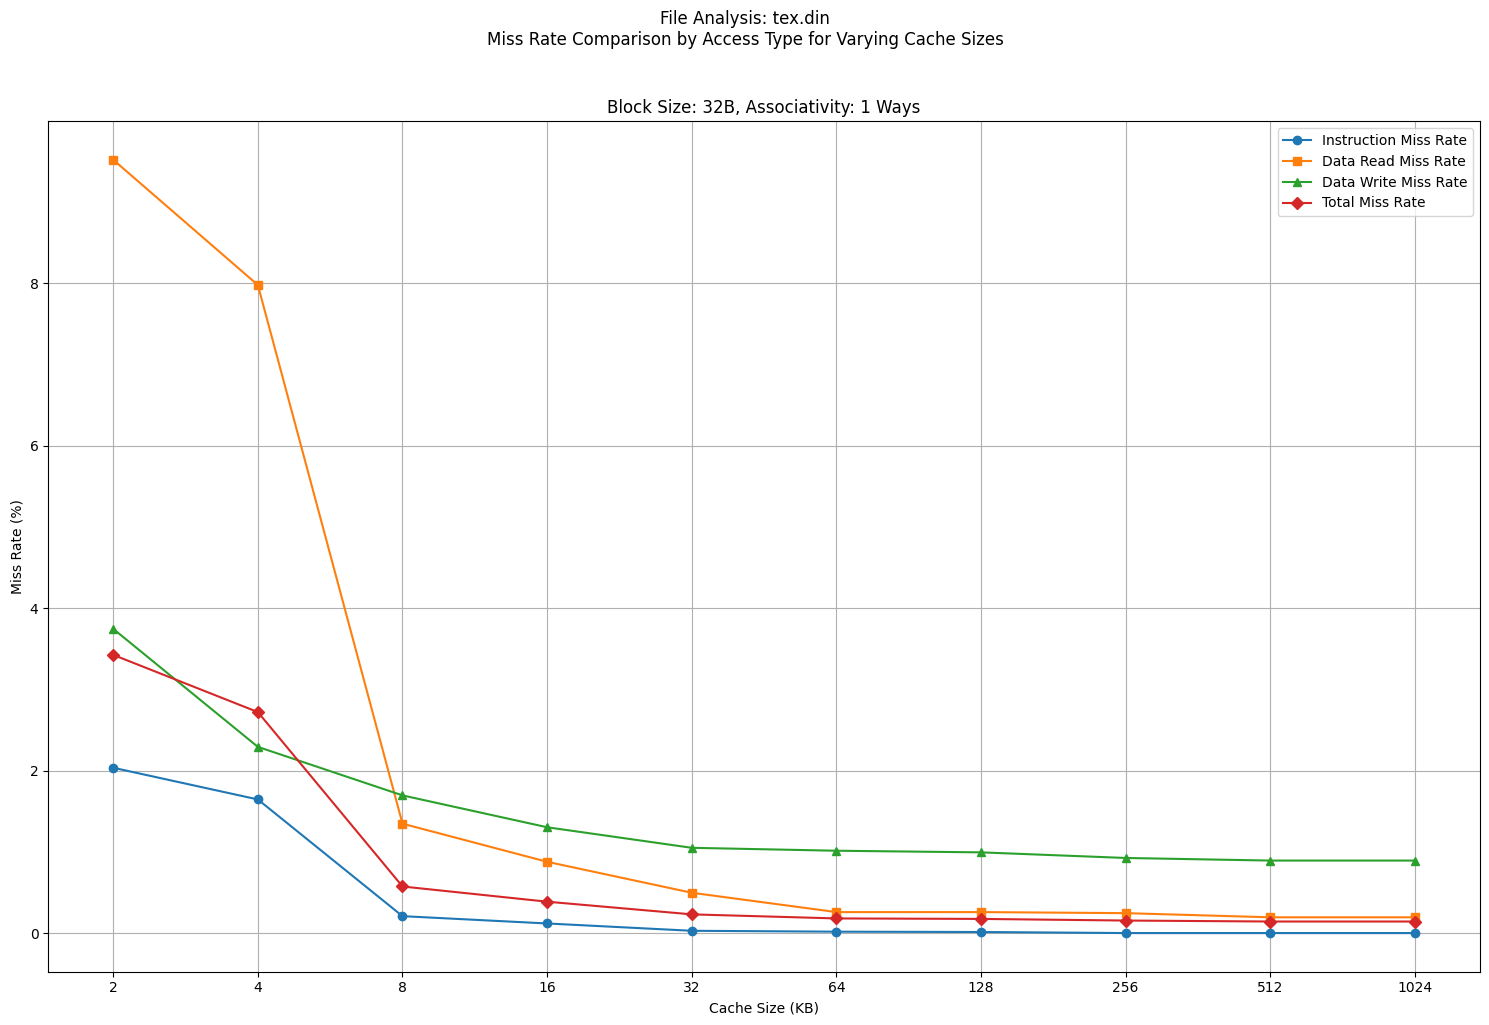 File Analysis: tex.din
Miss Rate Comparison by Access Type for Varying Cache Sizes
Block Size: 32B, Associativity: 1 Ways
Instruction Miss Rate
Data Read Miss Rate
Data Write Miss Rate
Total Miss Rate
Miss Rate (%)
8
6
4
2
0
2 4 8 16 32 64 128 256 512 1024
Cache Size (KB)